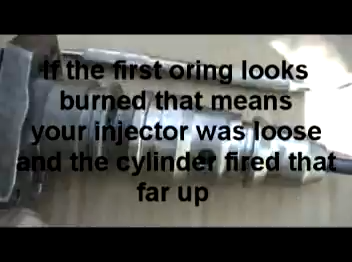 If the first oring looks
burned that means
your injector was loose
and the cylinder fired that
far up